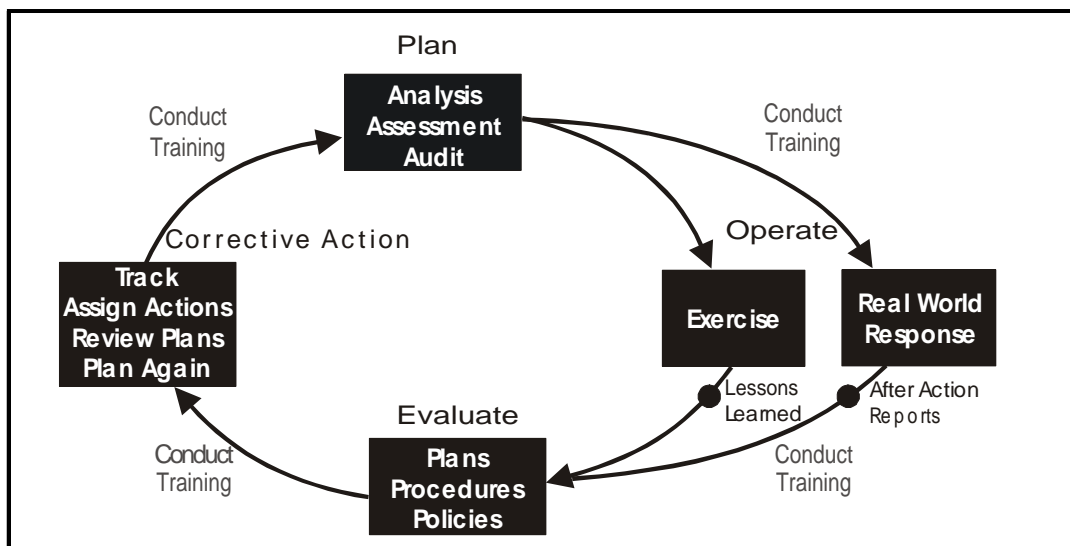 Plan
Analysis
Assessment
Audit
Conduct
Training
Conduct
Training
Corrective Action
Operate
Track
Assign Actions
Review Plans
Plan Again
Exercise
Real World
Response
Lessons
Learned
After Action
Reports
Evaluate
Plans
Procedures
Policies
Conduct
Training
Conduct
Training